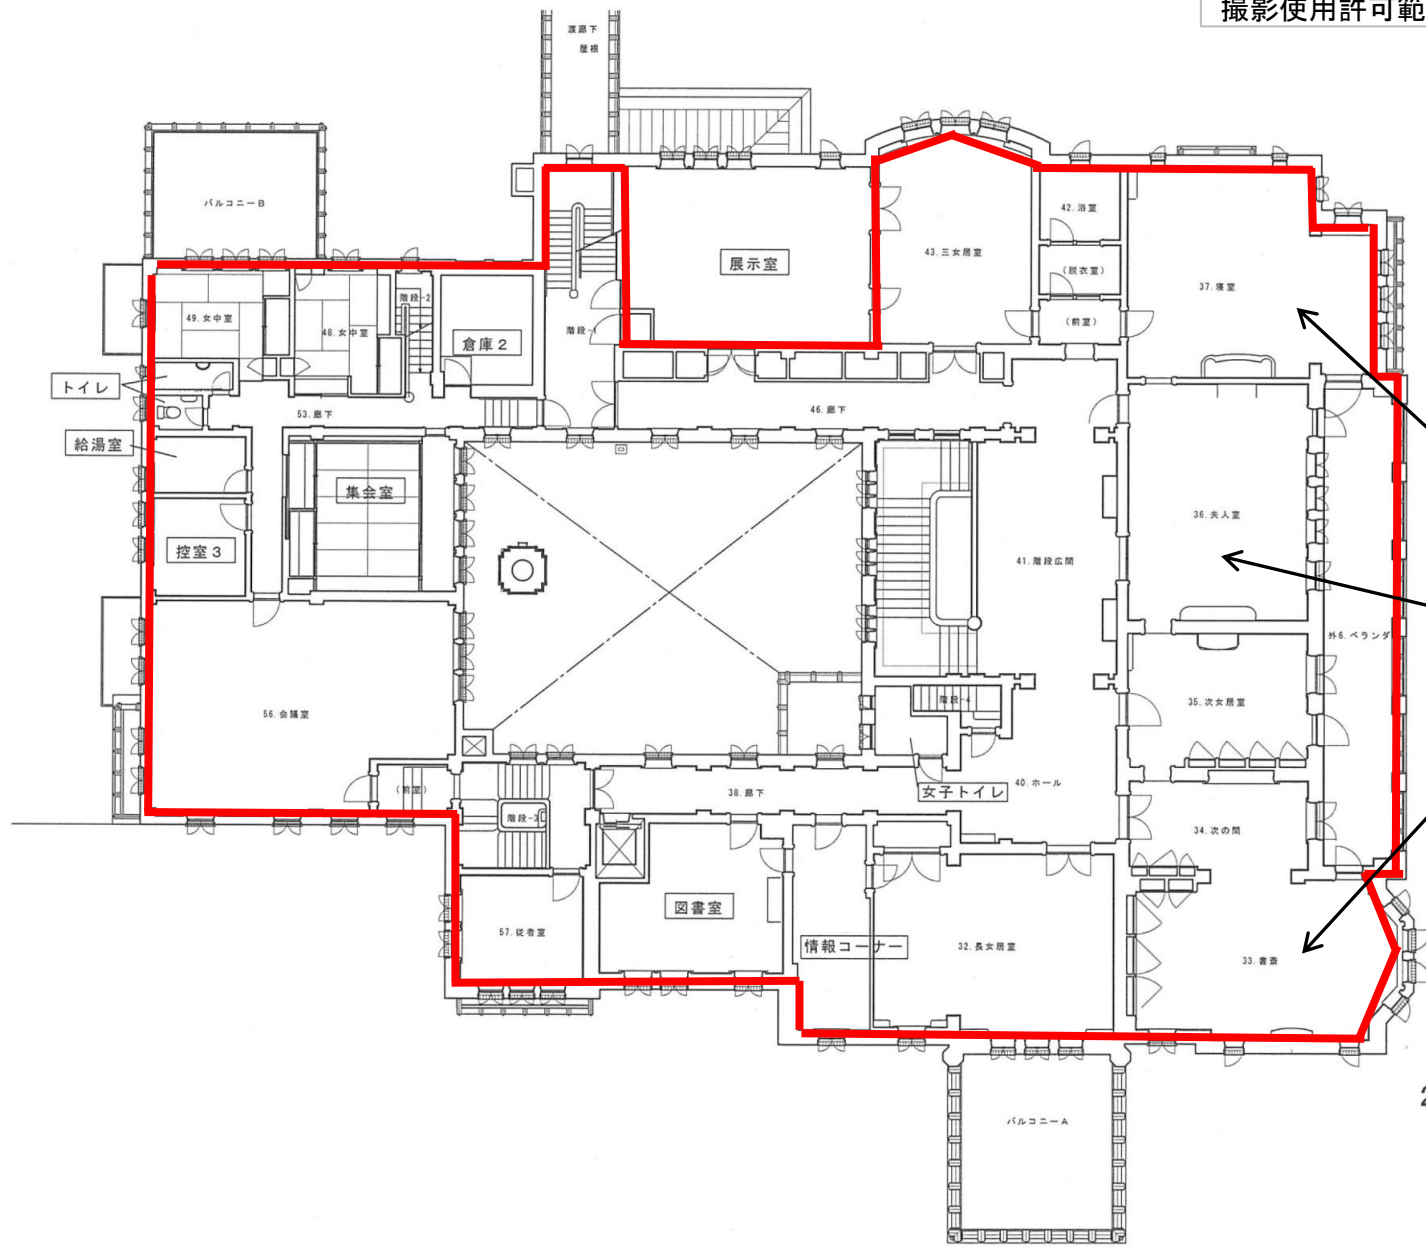 撮影使用許可範
渡廊下
屋根
バルコニーB
展示室
42.浴室
43.三女居室
(脱衣室)
37.寝室
49.女中室
48.女中室
階段-2
倉庫2
階段-1
(前室)
トイレ
53.廊下
46.廊下
給湯室
集会室
控室3
36.夫人室
41.階段広間
外6.ベランダ
56.会議室
階段-4
35.次女居室
(前室)
38.廊下
女子トイレ
40.ホール
階段-3
34.次の間
図書室
57.従者室
情報コーナー
32.長女居室
33.書斎
2
バルコニーA